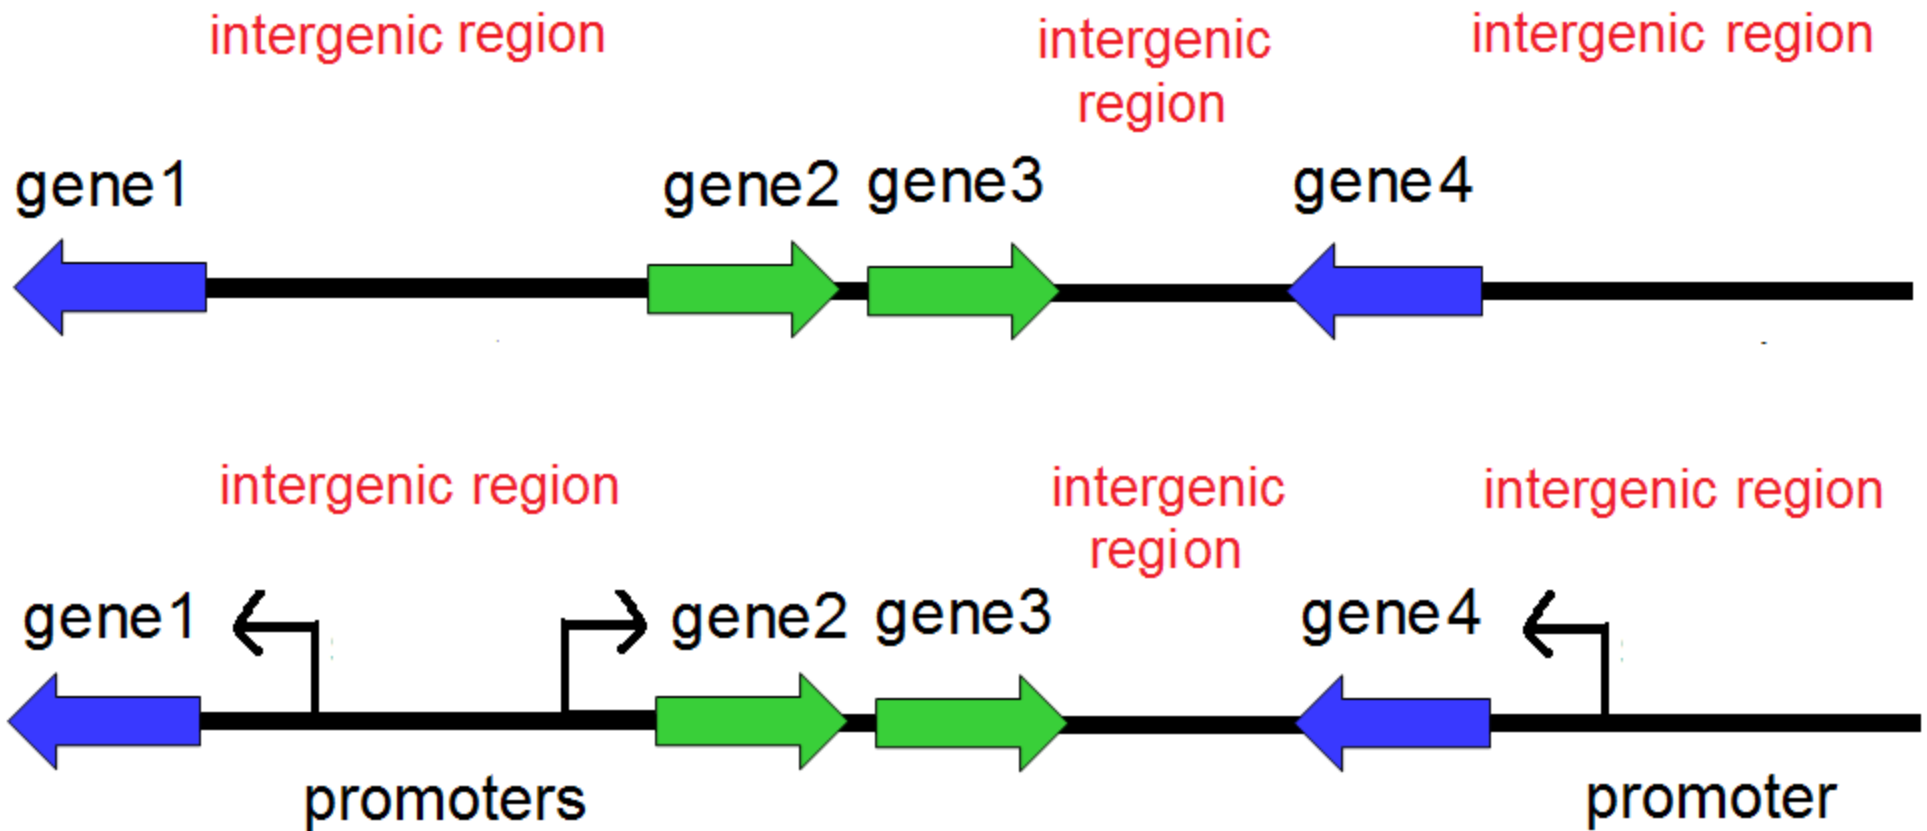 intergenic region
intergenic
region
intergenic region
gene1
gene2
gene3
gene4
intergenic region
intergenic
region
intergenic region
gene1
gene2
gene3
gene4
promoters
promoter